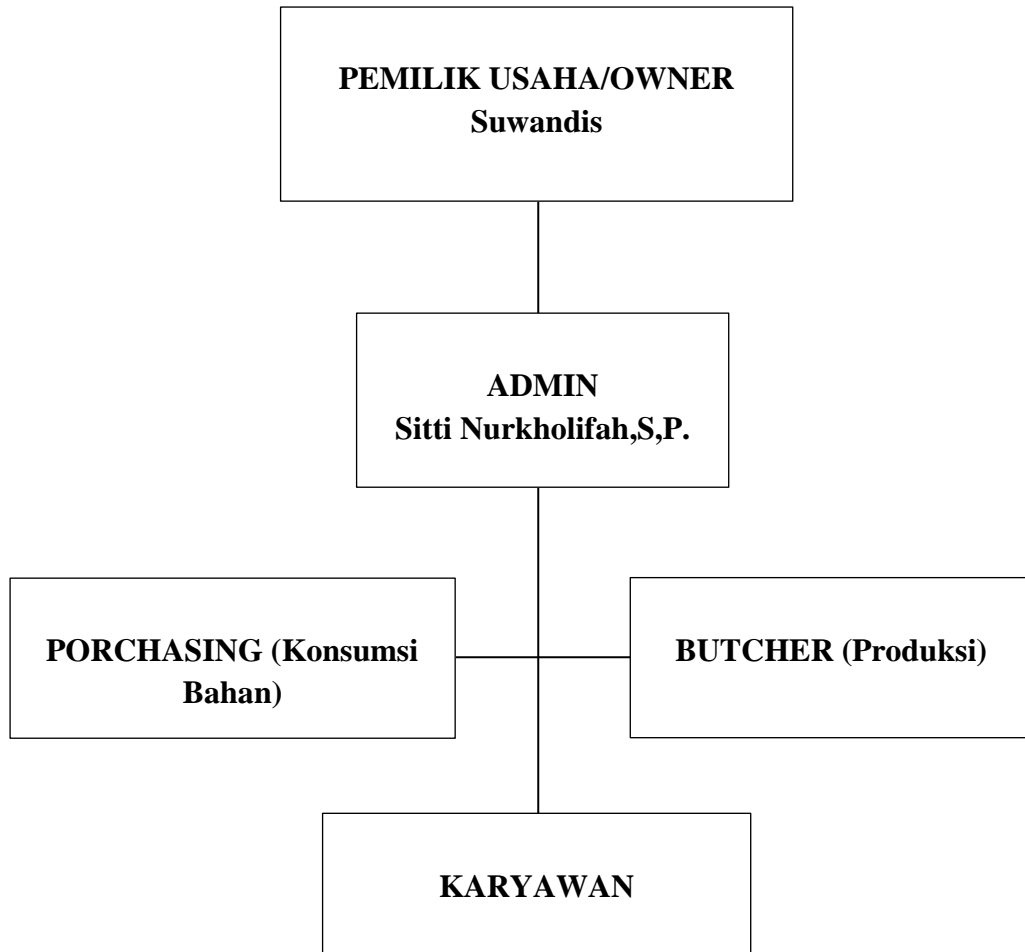 PEMILIK USAHA/OWNER
Suwandis
ADMIN
Sitti Nurkholifah,S,P.
PORCHASING (Konsumsi
Bahan)
BUTCHER (Produksi)
KARYAWAN